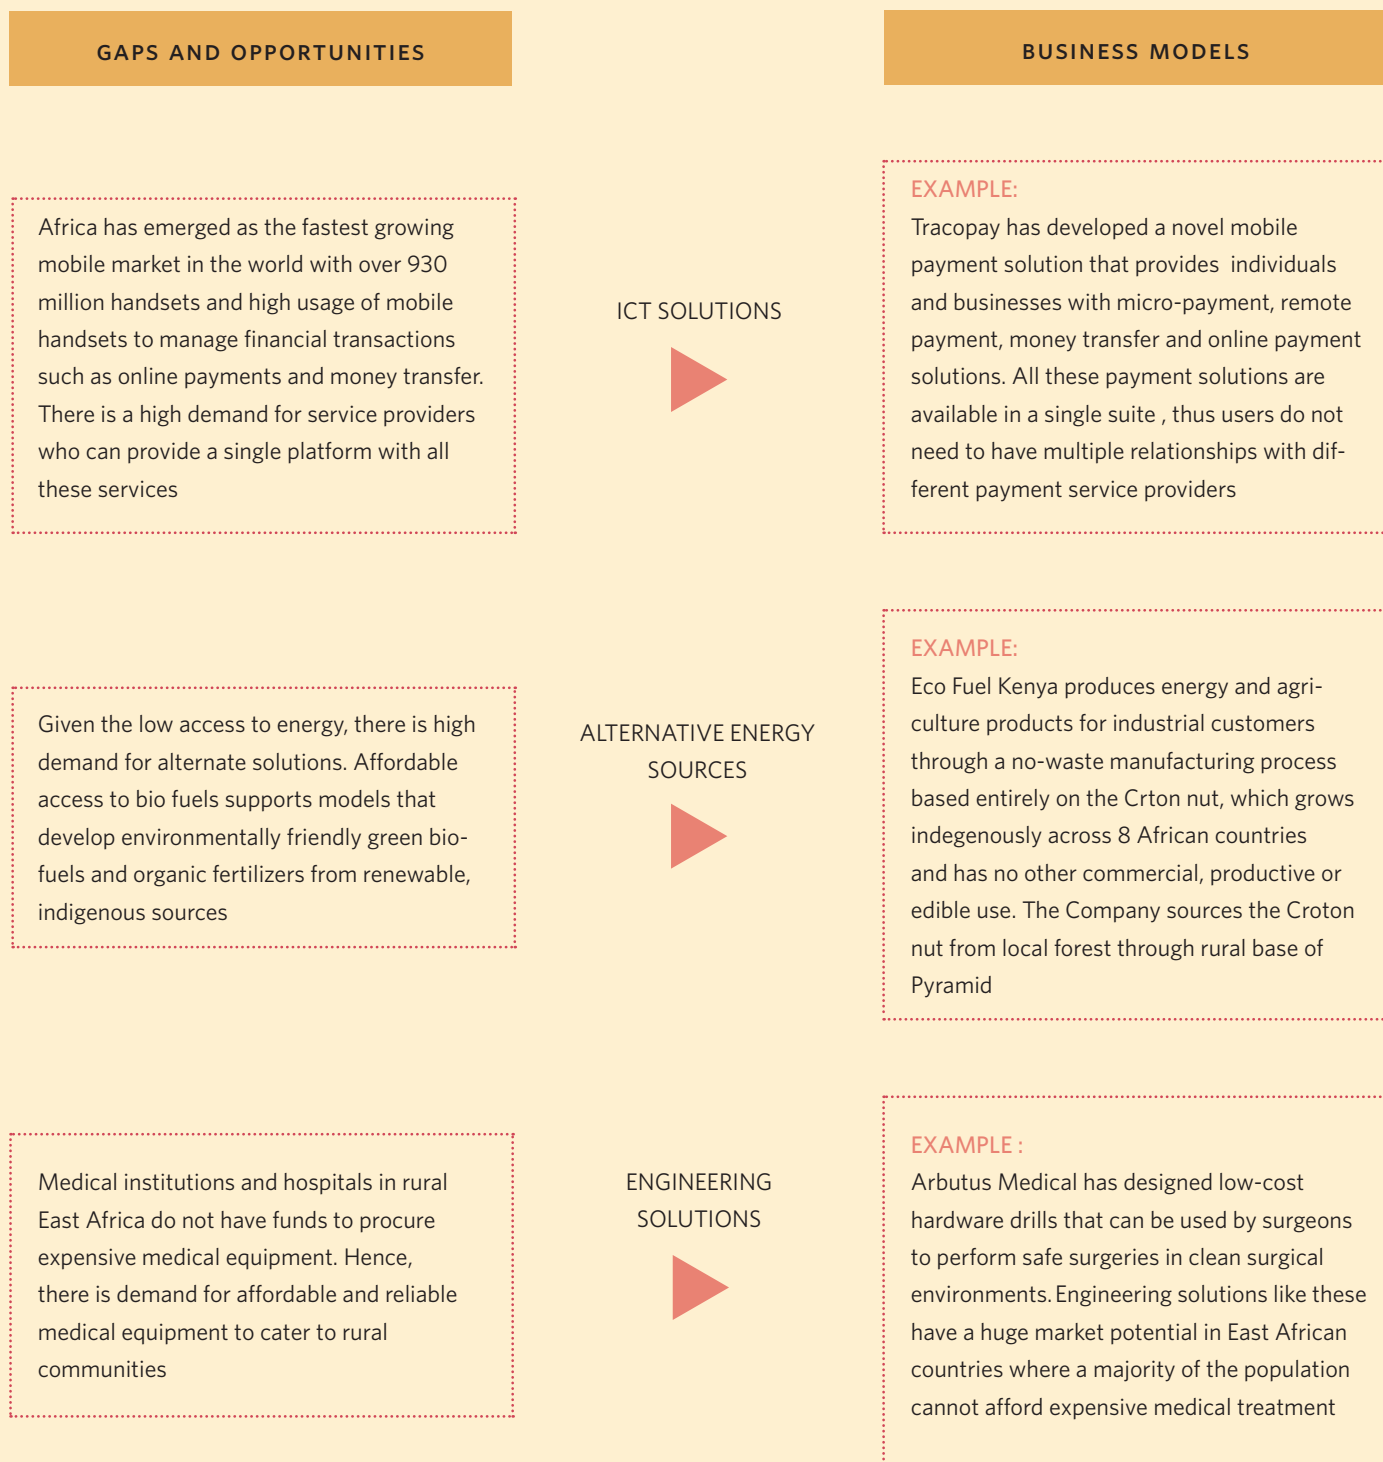 GAPS AND OPPORTUNITIES
BUSINESS MODELS
Africa has emerged as the fastest growing
mobile market in the world with over 930
million handsets and high usage of mobile
handsets to manage financial transactions
such as online payments and money transfer.
There is a high demand for service providers
who can provide a single platform with all
these services
ICT SOLUTIONS
EXAMPLE:
Tracopay has developed a novel mobile
payment solution that provides individuals
and businesses with micro-payment, remote
payment, money transfer and online payment
solutions. All these payment solutions are
available in a single suite , thus users do not
need to have multiple relationships with dif-
ferent payment service providers
Given the low access to energy, there is high
demand for alternate solutions. Affordable
access to bio fuels supports models that
develop environmentally friendly green bio-
fuels and organic fertilizers from renewable,
indigenous sources
ALTERNATIVE ENERGY
SOURCES
EXAMPLE:
Eco Fuel Kenya produces energy and agri-
culture products for industrial customers
through a no-waste manufacturing process
based entirely on the Crton nut, which grows
indegenously across 8 African countries
and has no other commercial, productive or
edible use. The Company sources the Croton
nut from local forest through rural base of
Pyramid
Medical institutions and hospitals in rural
East Africa do not have funds to procure
expensive medical equipment. Hence,
there is demand for affordable and reliable
medical equipment to cater to rural
communities
ENGINEERING
SOLUTIONS
EXAMPLE :
Arbutus Medical has designed low-cost
hardware drills that can be used by surgeons
to perform safe surgeries in clean surgical
environments. Engineering solutions like these
have a huge market potential in East African
countries where a majority of the population
cannot afford expensive medical treatment